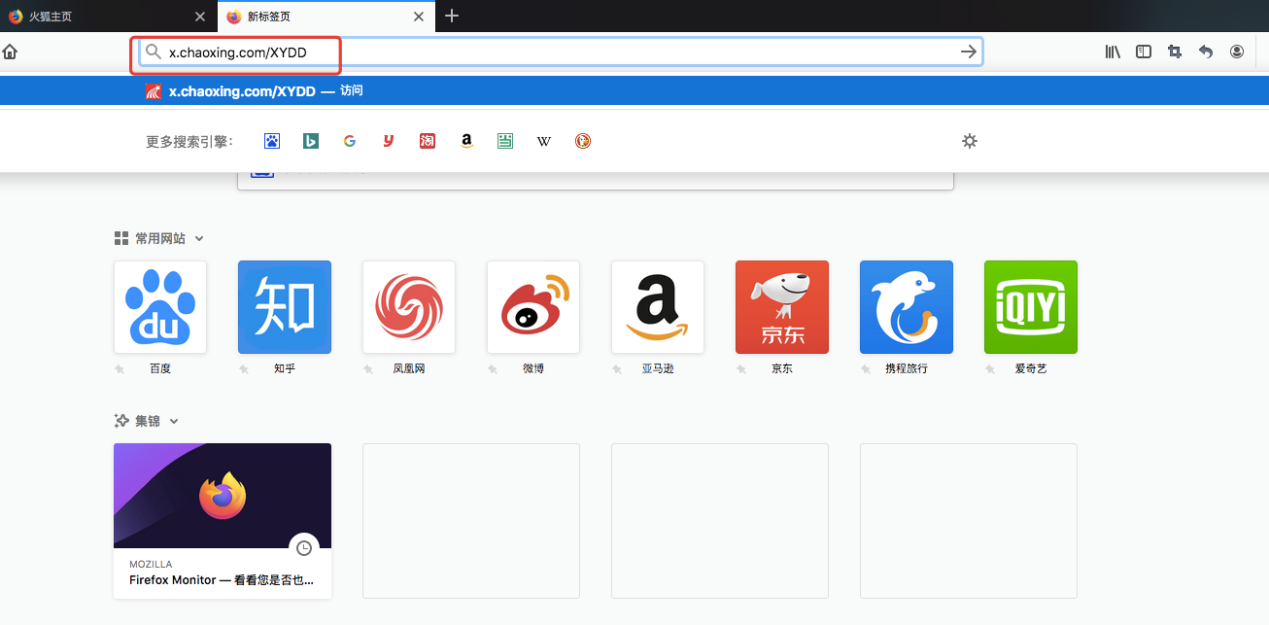 火狐主页
新标签页
x.chaoxing.com/XYDD
x.chaoxing.com/XYDD — 访问
更多搜索引擎：
G
y
淘
a
当
W
常用网站
du
知
a
京东
iQIYI
百度
知乎
凤凰网
微博
亚马逊
京东
携程旅行
爱奇艺
集锦
MOZILLA
Firefox Monitor — 看看您是否也...